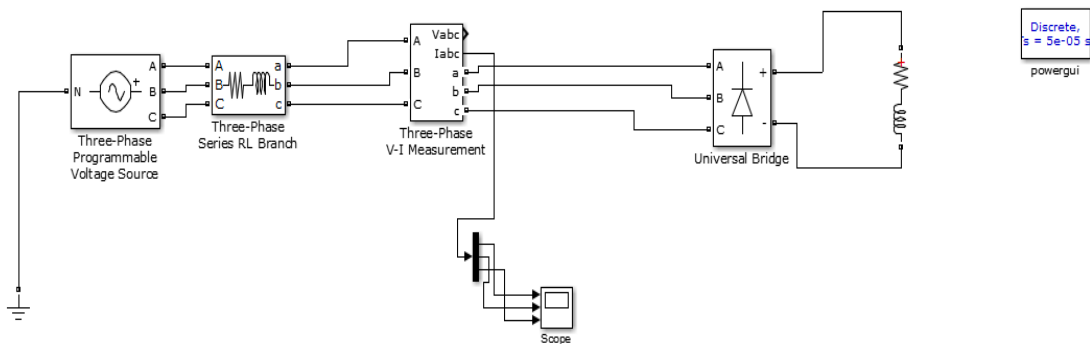 N
A
B
C
Three-Phase
Programmable
Voltage Source
A
B
C
a
b
c
Three-Phase
Series RL Branch
A
B
C
Vabc
Iabc
a
b
c
Three-Phase
V-I Measurement
A
B
C
+
-
Universal Bridge
Discrete,
s = 5e-05 s
powergui
Scope